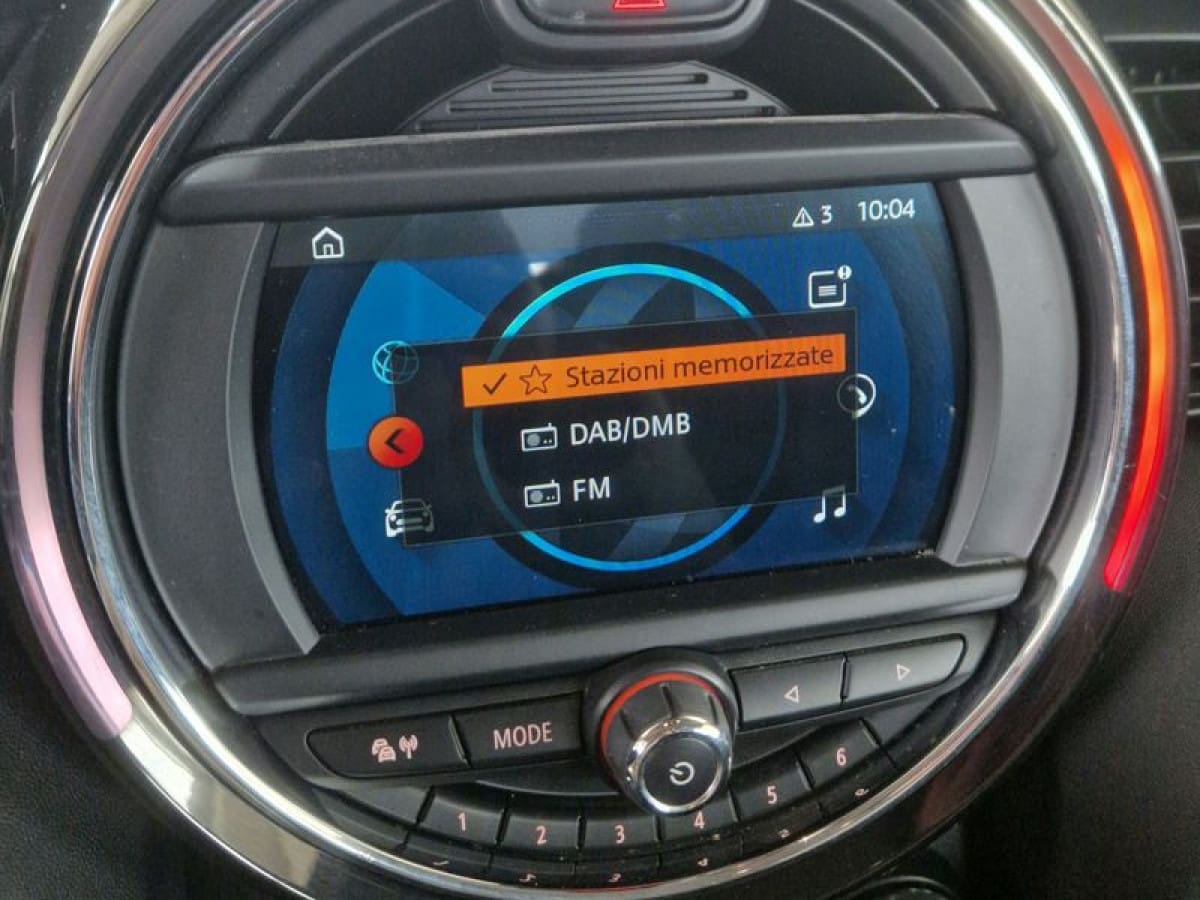 3 10:04
Stazioni memorizzate
DAB/DMB
FM
MODE
1 2 3 4 5 6